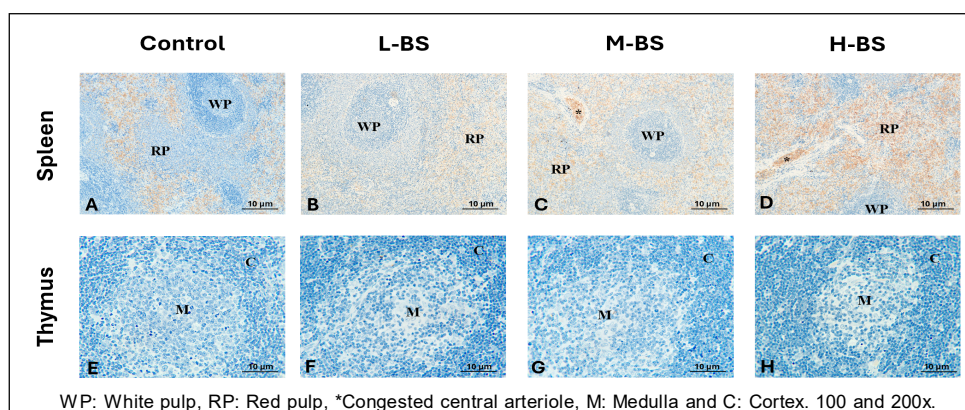 Control L-BS M-BS H-BS
Spleen
WP RP A 10 μm
WP RP B 10 μm
* WP RP C 10 μm
RP * WP D 10 μm
Thymus
C M E 10 μm
C M F 10 μm
C M G 10 μm
C M H 10 μm
WP: White pulp, RP: Red pulp, *Congested central arteriole, M: Medulla and C: Cortex. 100 and 200x.